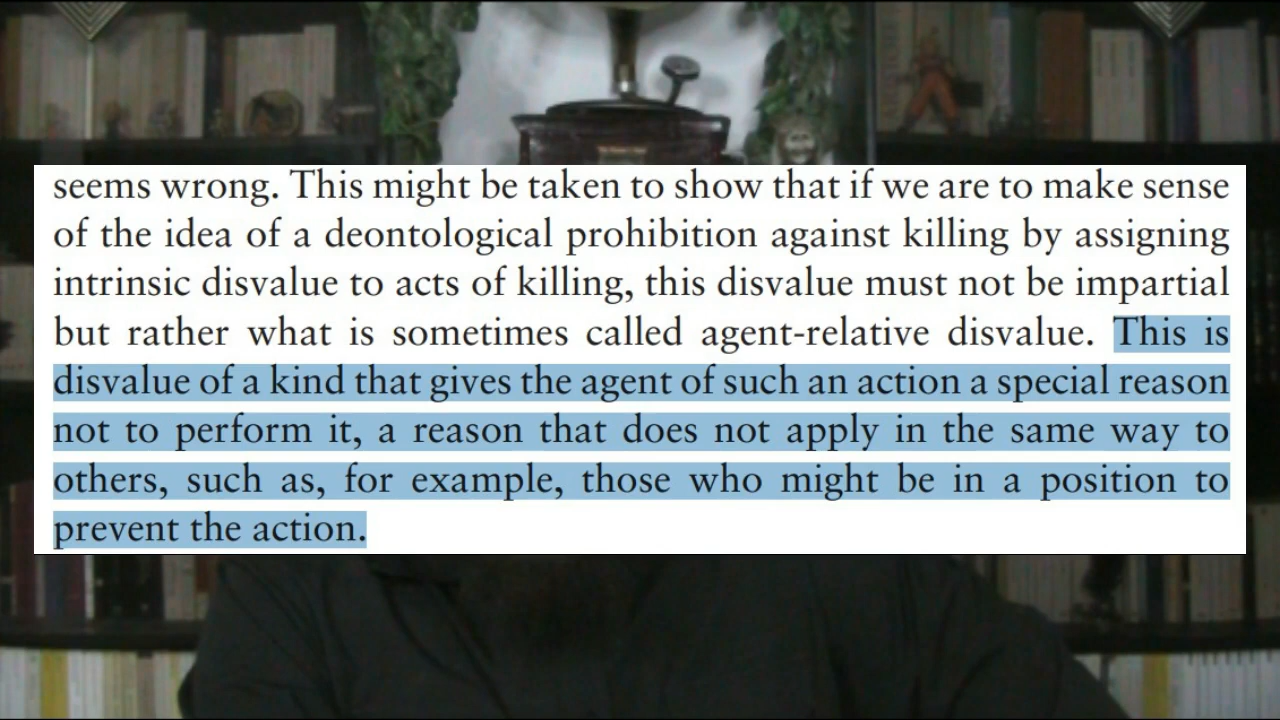 seems wrong. This might be taken to show that if we are to make sense
of the idea of a deontological prohibition against killing by assigning
intrinsic disvalue to acts of killing, this disvalue must not be impartial
but rather what is sometimes called agent-relative disvalue. This is
disvalue of a kind that gives the agent of such an action a special reason
not to perform it, a reason that does not apply in the same way to
others, such as, for example, those who might be in a position to
prevent the action.